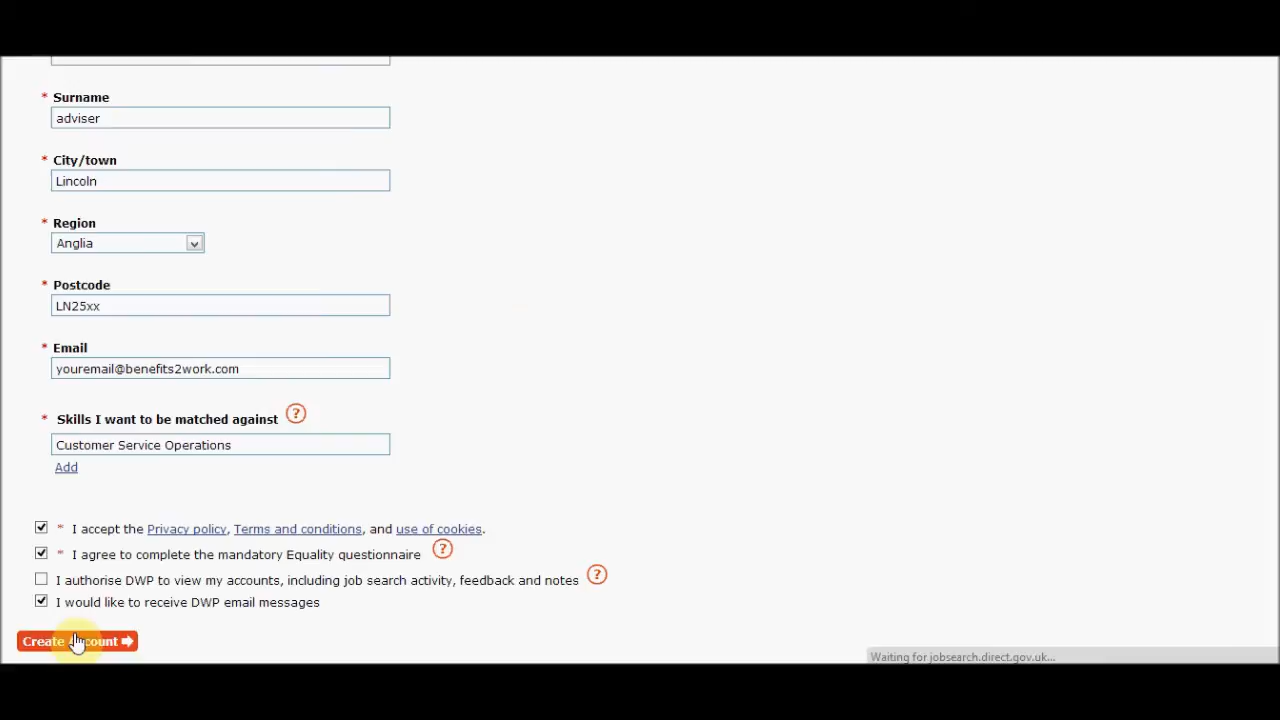 * Surname
adviser
* City/town
Lincoln
* Region
Anglia
* Postcode
LN25xx
* Email
youremail@benefits2work.com
* Skills I want to be matched against ?
Customer Service Operations
Add
* I accept the Privacy policy, Terms and conditions, and use of cookies.
* I agree to complete the mandatory Equality questionnaire ?
I authorise DWP to view my accounts, including job search activity, feedback and notes ?
I would like to receive DWP email messages
Create Account
Waiting for jobsearch.direct.gov.uk...